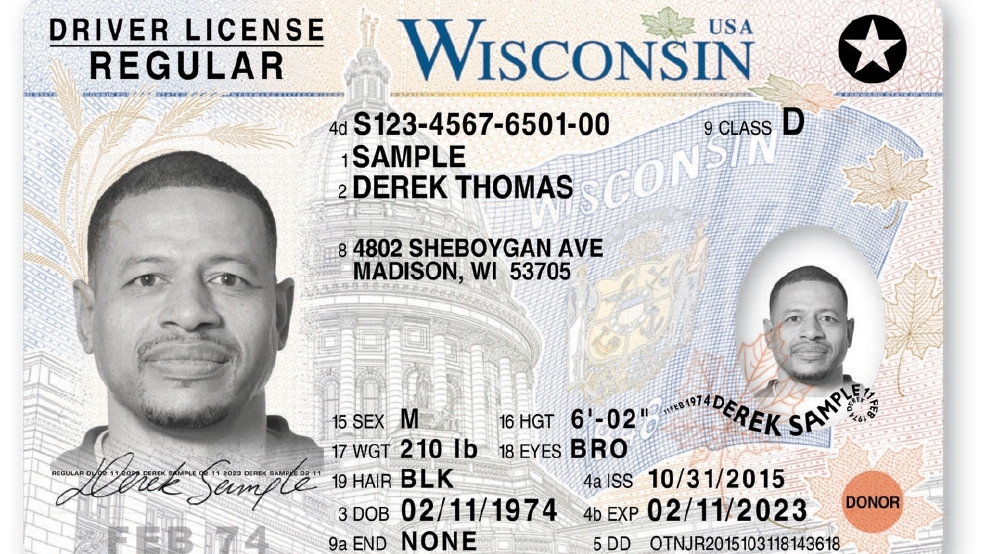 DRIVER LICENSE
REGULAR
WISCONSIN USA
4d S123-4567-6501-00
9 CLASS D
1 SAMPLE
2 DEREK THOMAS
8 4802 SHEBOYGAN AVE
MADISON, WI 53705
WISCONSIN
15 SEX M 16 HGT 6'-02"
17 WGT 210 lb 18 EYES BRO
19 HAIR BLK 4a ISS 10/31/2015
3 DOB 02/11/1974 4b EXP 02/11/2023
9a END NONE 5 DD OTNJR2015103118143618
11FEB1974 DEREK SAMPLE 11 FEB
DONOR
REGULAR DL 02 11 2023 DEREK SAMPLE 02 11 2023 DEREK SAMPLE 02 11
Derek Sample
FEB 74